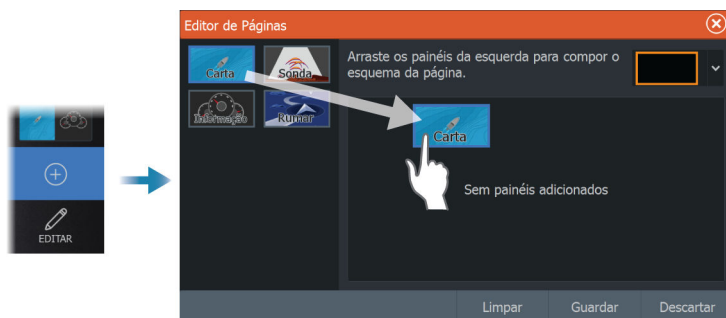 Editor de Páginas
Carta
Sonda
Informação
Rumar
Arraste os painéis da esquerda para compor o
esquema da página.
Carta
Sem painéis adicionados
EDITAR
Limpar
Guardar
Descartar